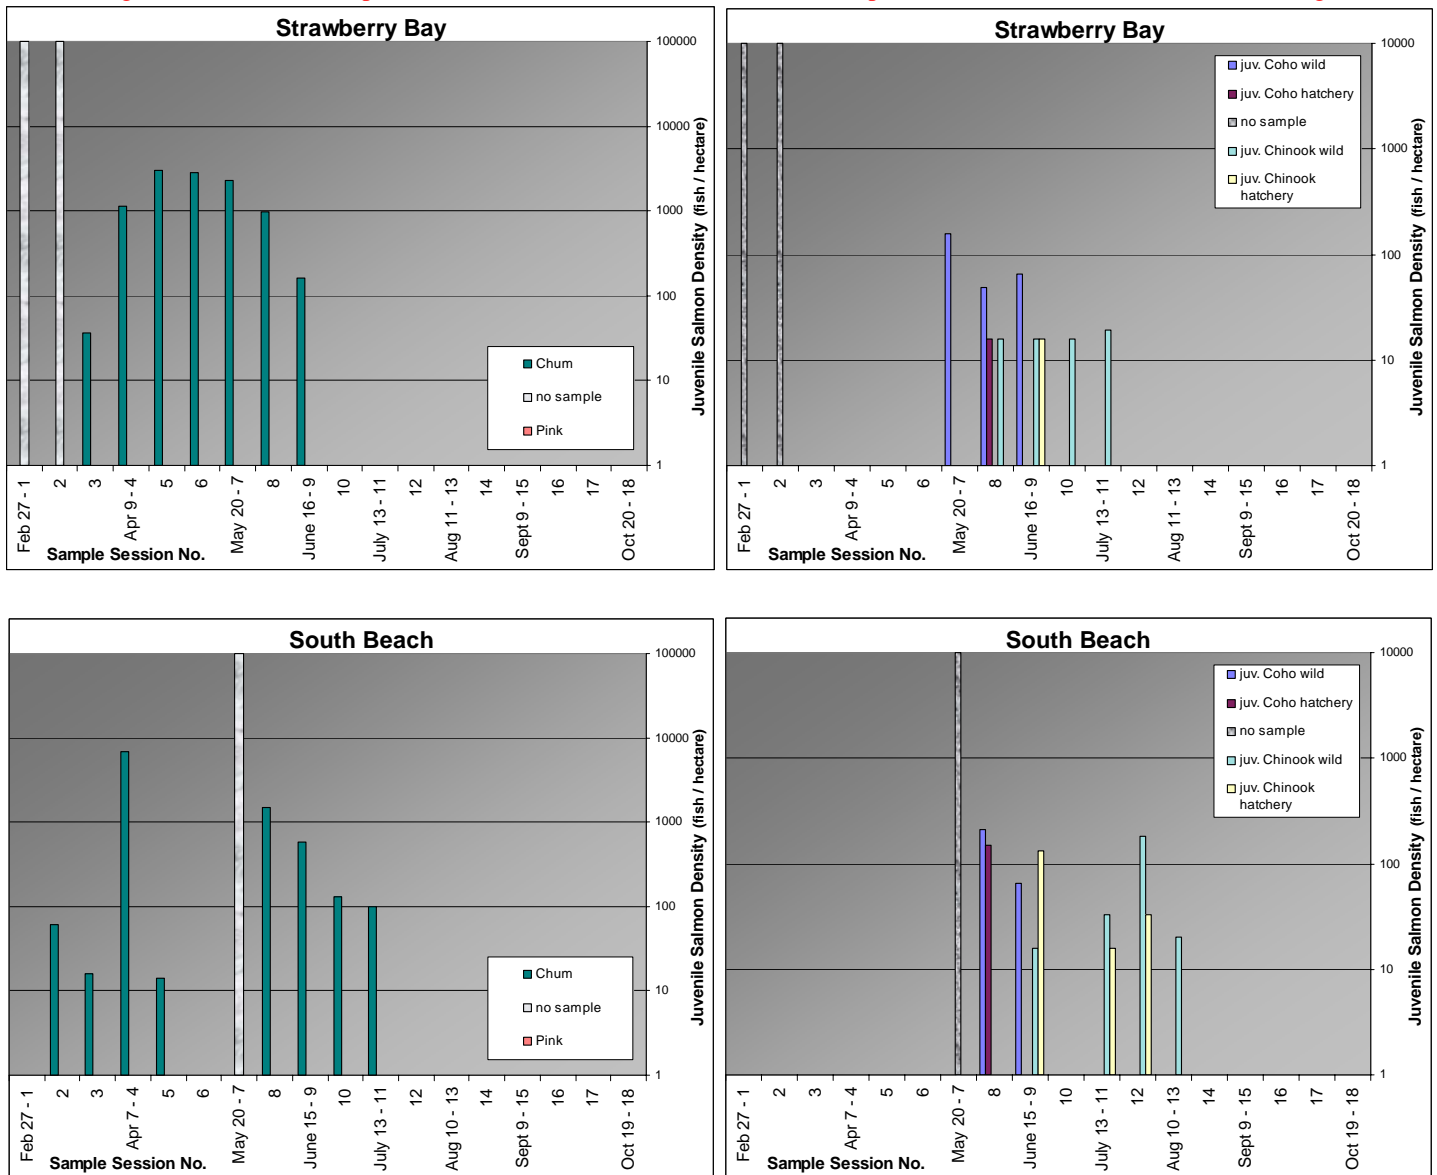 Strawberry Bay
100000
10000
1000
100
10
1
Juvenile Salmon Density (fish / hectare)
Chum
no sample
Pink
Feb 27 - 1
2
3
Apr 9 - 4
5
6
May 20 - 7
8
June 16 - 9
10
July 13 - 11
12
Aug 11 - 13
14
Sept 9 - 15
16
17
Oct 20 - 18
Sample Session No.
Strawberry Bay
10000
1000
100
10
1
Juvenile Salmon Density (fish / hectare)
juv. Coho wild
juv. Coho hatchery
no sample
juv. Chinook wild
juv. Chinook
hatchery
Feb 27 - 1
2
3
Apr 9 - 4
5
6
May 20 - 7
8
June 16 - 9
10
July 13 - 11
12
Aug 11 - 13
14
Sept 9 - 15
16
17
Oct 20 - 18
Sample Session No.
South Beach
100000
10000
1000
100
10
1
Juvenile Salmon Density (fish / hectare)
Chum
no sample
Pink
Feb 27 - 1
2
3
Apr 7 - 4
5
6
May 20 - 7
8
June 15 - 9
10
July 13 - 11
12
Aug 10 - 13
14
Sept 9 - 15
16
17
Oct 19 - 18
Sample Session No.
South Beach
10000
1000
100
10
1
Juvenile Salmon Density (fish / hectare)
juv. Coho wild
juv. Coho hatchery
no sample
juv. Chinook wild
juv. Chinook
hatchery
Feb 27 - 1
2
3
Apr 7 - 4
5
6
May 20 - 7
8
June 15 - 9
10
July 13 - 11
12
Aug 10 - 13
14
Sept 9 - 15
16
17
Oct 19 - 18
Sample Session No.